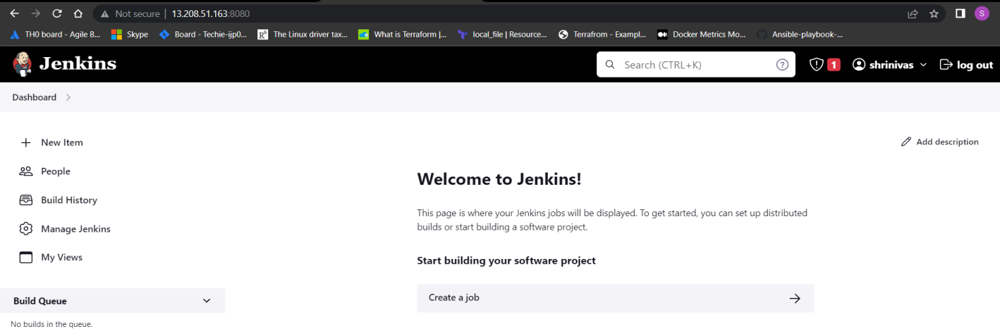 Not secure | 13.208.51.163:8080
TH0 board - Agile B... Skype Board - Techie-ijp0... R⁶ The Linux driver tax... What is Terraform |... local_file | Resource... Terrafrom - Exampl... Docker Metrics Mo... Ansible-playbook-...
S
Jenkins Search (CTRL+K) ? 1 shrinivas log out
Dashboard
New Item Add description
People
Build History
Manage Jenkins
My Views
Welcome to Jenkins!
This page is where your Jenkins jobs will be displayed. To get started, you can set up distributed
builds or start building a software project.
Start building your software project
Create a job
Build Queue
No builds in the queue.